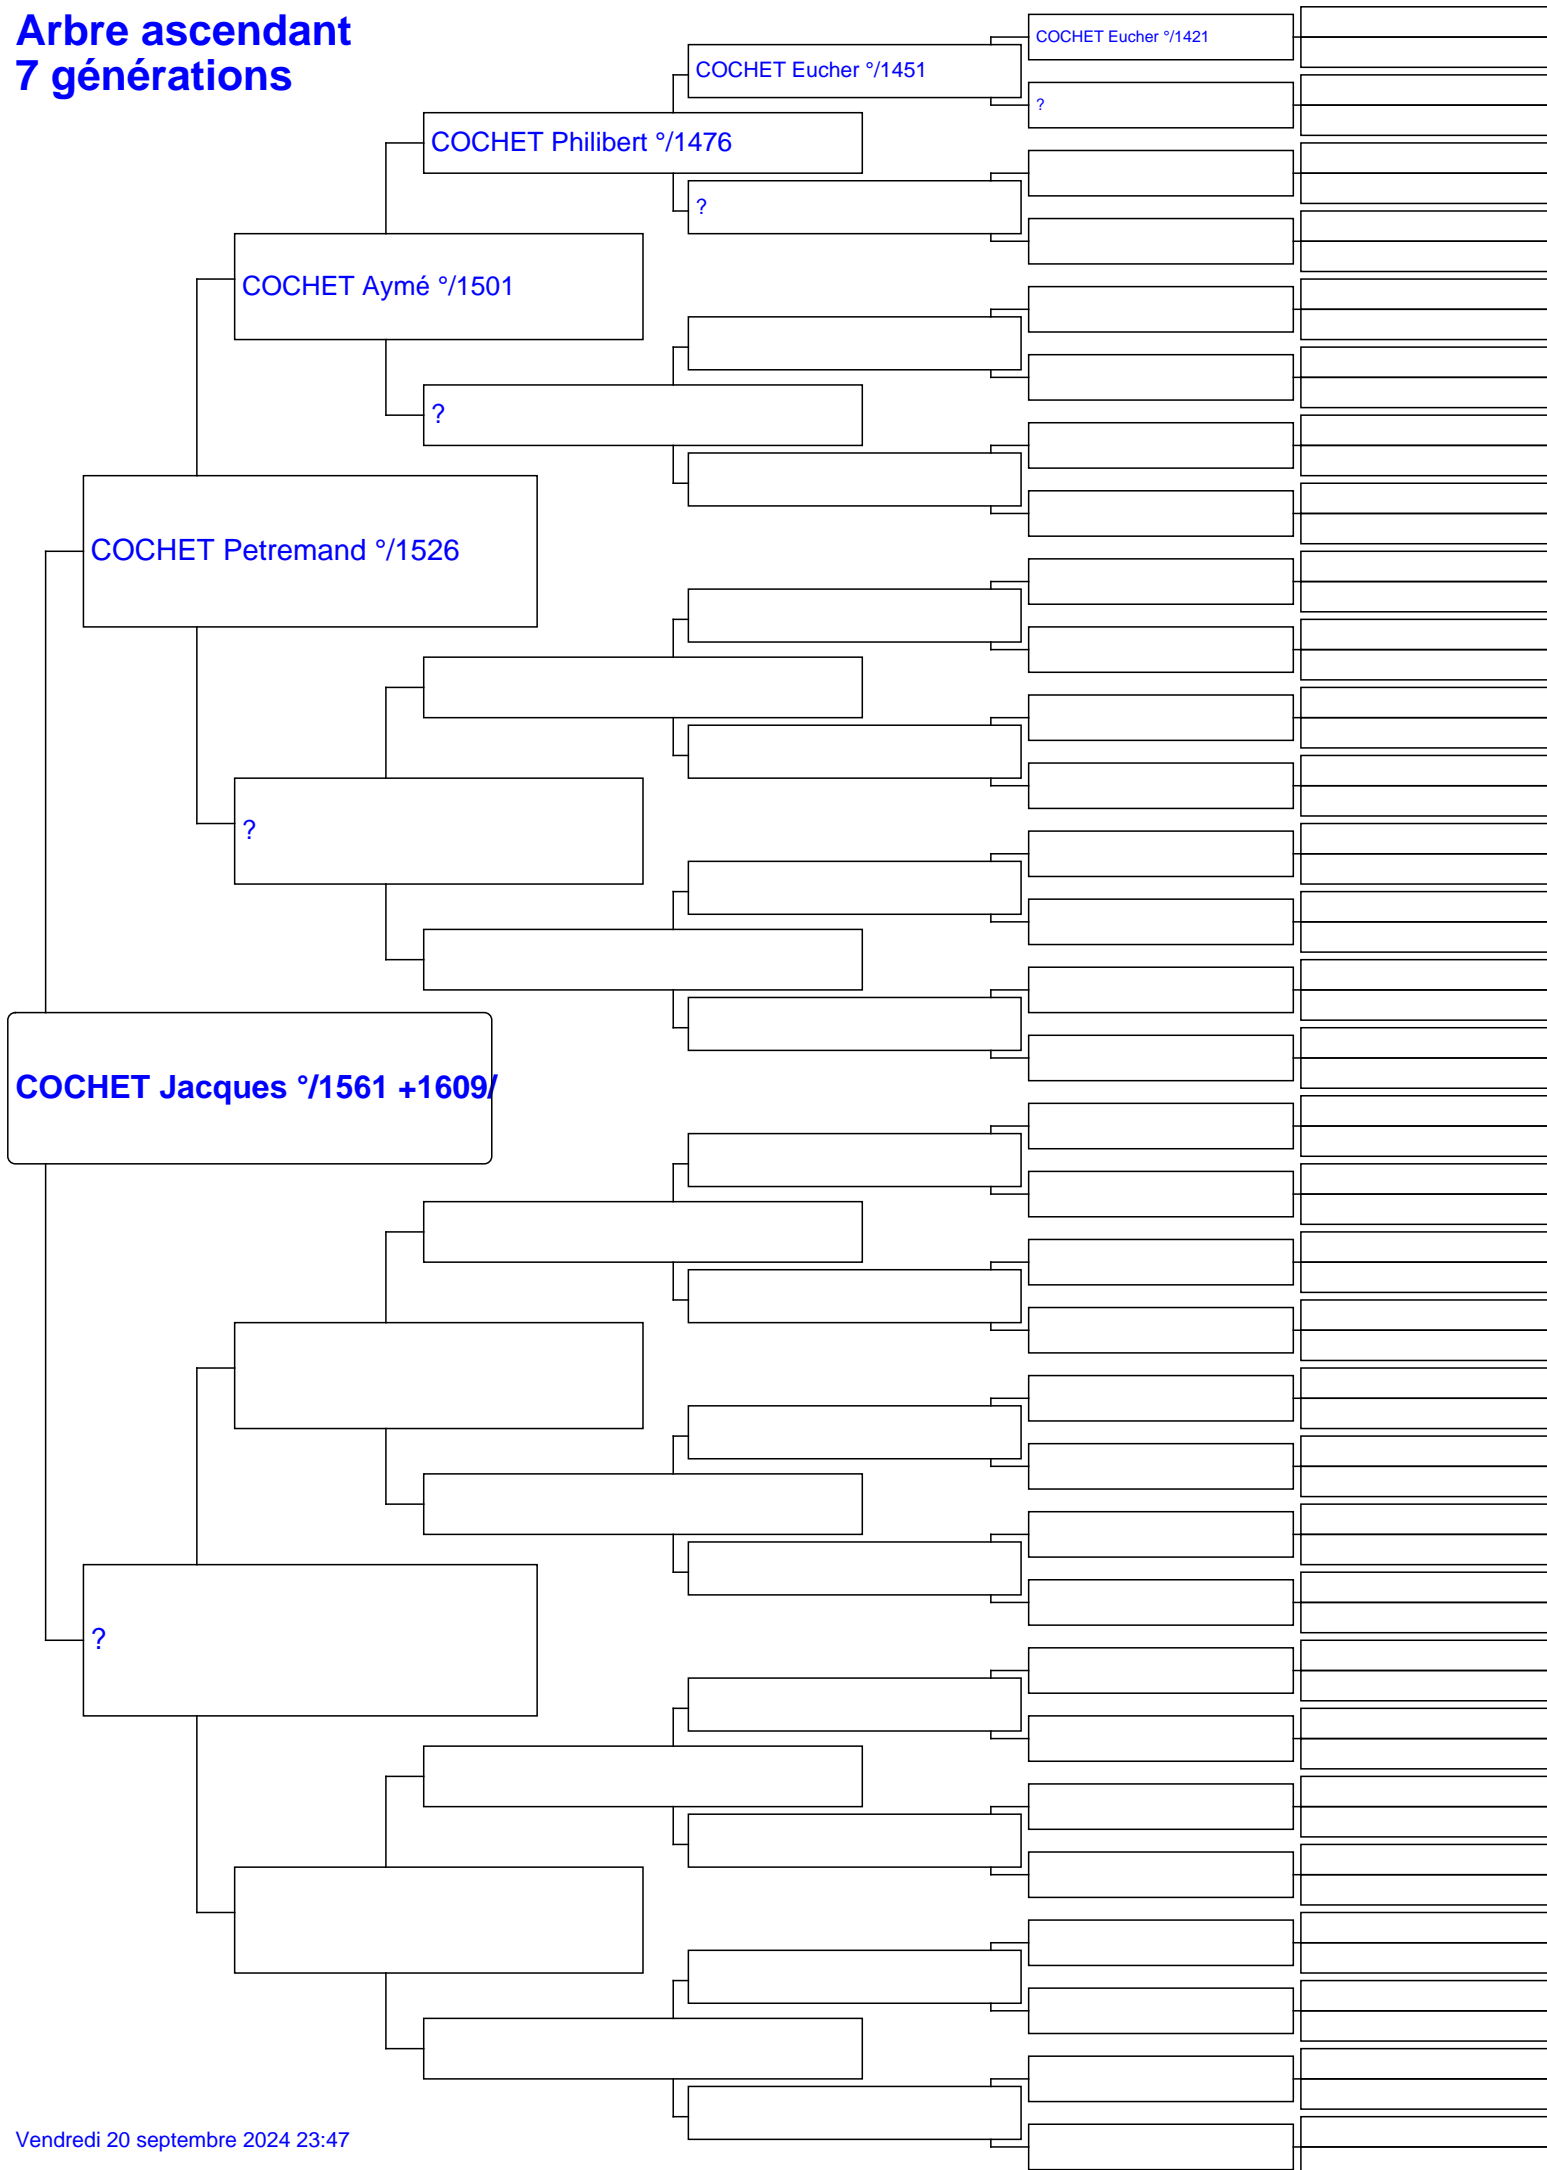 Arbre ascendant
7 générations
COCHET Eucher °/1421
COCHET Eucher °/1451
?
COCHET Philibert °/1476
?
COCHET Aymé °/1501
?
COCHET Petremand °/1526
?
COCHET Jacques °/1561 +1609/
?
Vendredi 20 septembre 2024 23:47